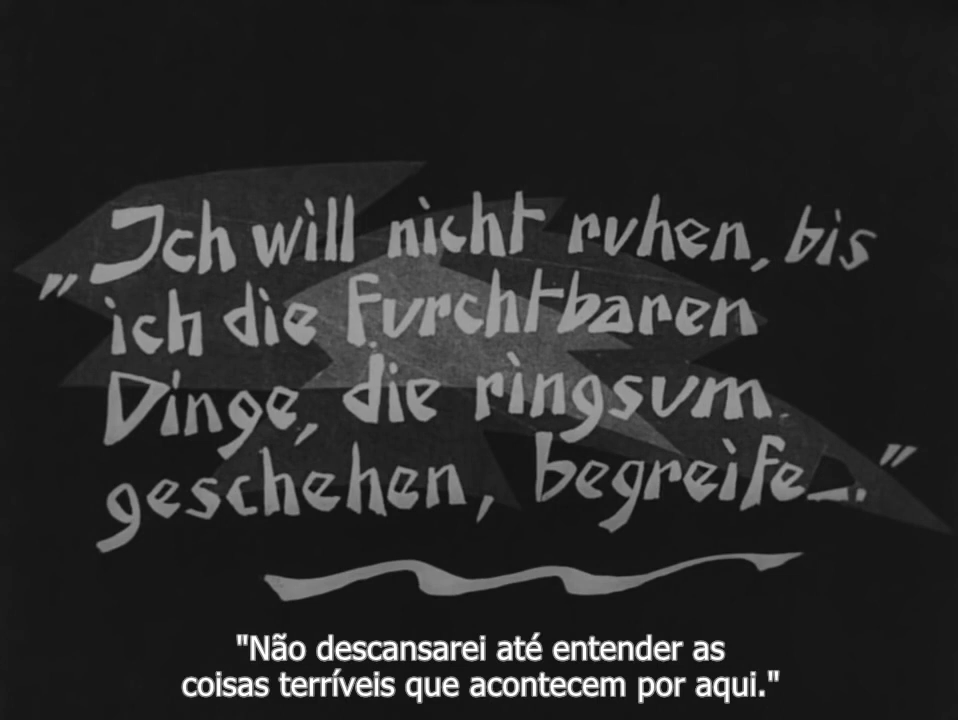 „Ich will nicht ruhen, bis
ich die furchtbaren
Dinge, die ringsum
geschehen, begreife_."
"Não descansarei até entender as
coisas terríveis que acontecem por aqui."